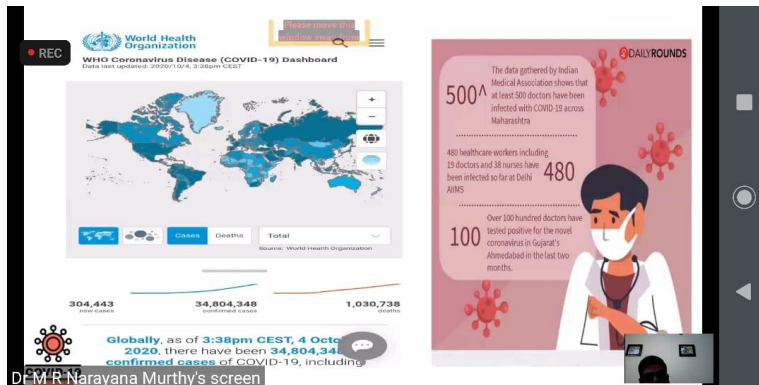 REC
World Health
Organization
Please move this
window away from
WHO Coronavirus Disease (COVID-19) Dashboard
Data last updated: 2020/10/4, 3:38pm CEST
+
−
Cases
Deaths
Total
Source: World Health Organization
304,443
new cases
34,804,348
confirmed cases
1,030,738
deaths
Globally, as of 3:38pm CEST, 4 Octo
2020, there have been 34,804,34
confirmed cases of COVID-19, including
COVID-19
Dr M R Narayana Murthy's screen
DAILYROUNDS
500^
The data gathered by Indian
Medical Association shows that
at least 500 doctors have been
infected with COVID-19 across
Maharashtra
480 healthcare workers including
19 doctors and 38 nurses have
been infected so far at Delhi
AIIMS
480
100
Over 100 hundred doctors have
tested positive for the novel
coronavirus in Gujarat's
Ahmedabad in the last two
months.